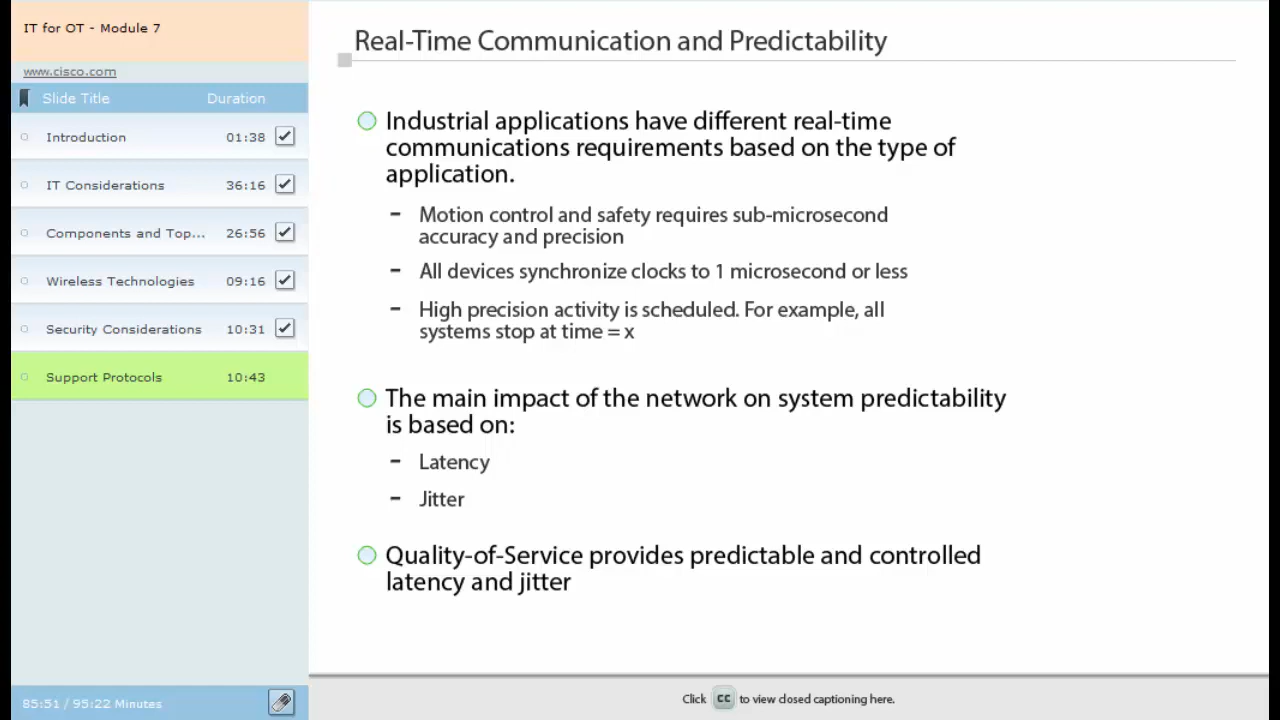 IT for OT - Module 7
www.cisco.com
Slide Title Duration
Introduction 01:38
IT Considerations 36:16
Components and Top... 26:56
Wireless Technologies 09:16
Security Considerations 10:31
Support Protocols 10:43
85:51 / 95:22 Minutes
Real-Time Communication and Predictability
Industrial applications have different real-time
communications requirements based on the type of
application.
- Motion control and safety requires sub-microsecond
accuracy and precision
- All devices synchronize clocks to 1 microsecond or less
- High precision activity is scheduled. For example, all
systems stop at time = x
The main impact of the network on system predictability
is based on:
- Latency
- Jitter
Quality-of-Service provides predictable and controlled
latency and jitter
Click CC to view closed captioning here.